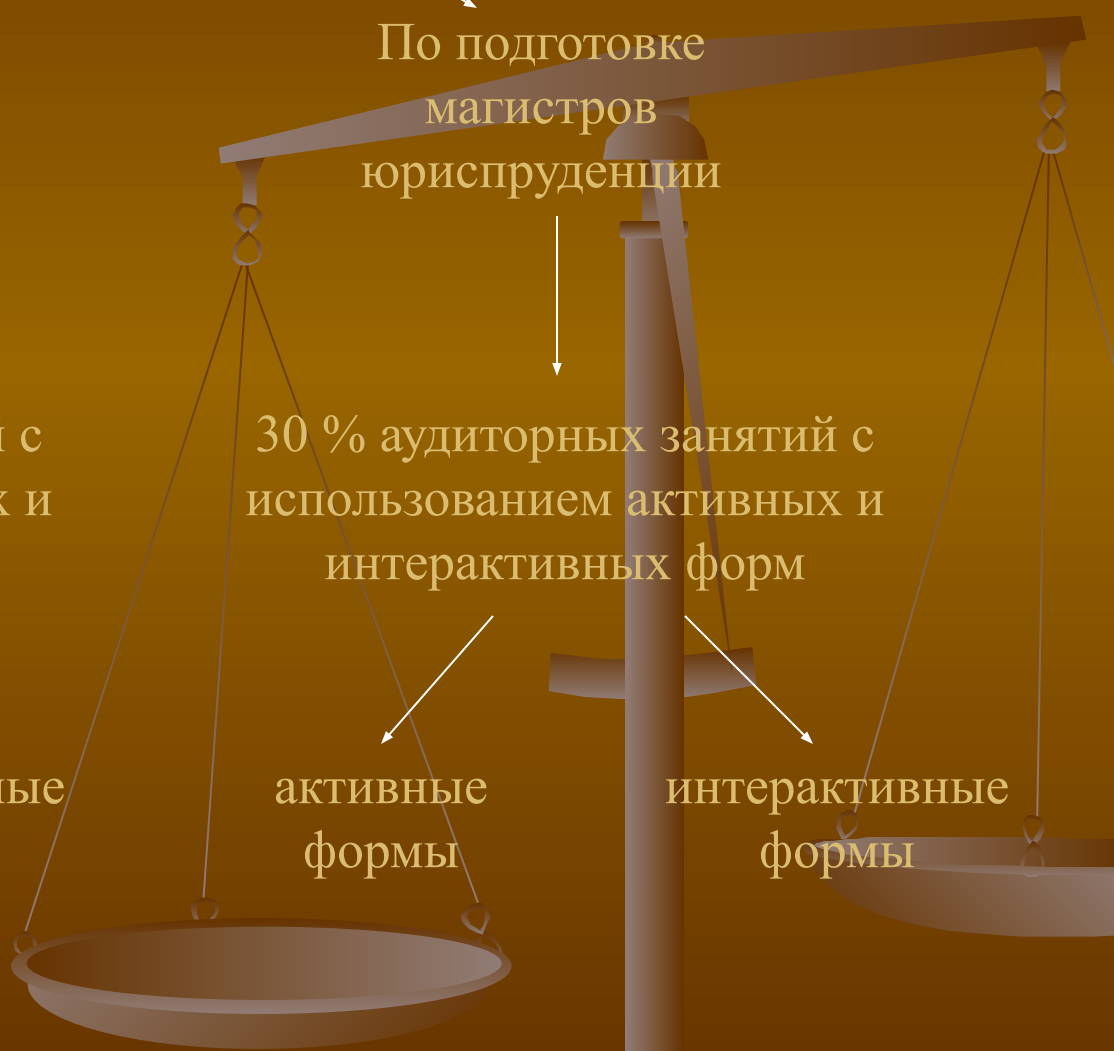 По подготовке
магистров
юриспруденции
с
30 % аудиторных занятий с
и
использованием активных и
интерактивных форм
активные
интерактивные
формы
формы